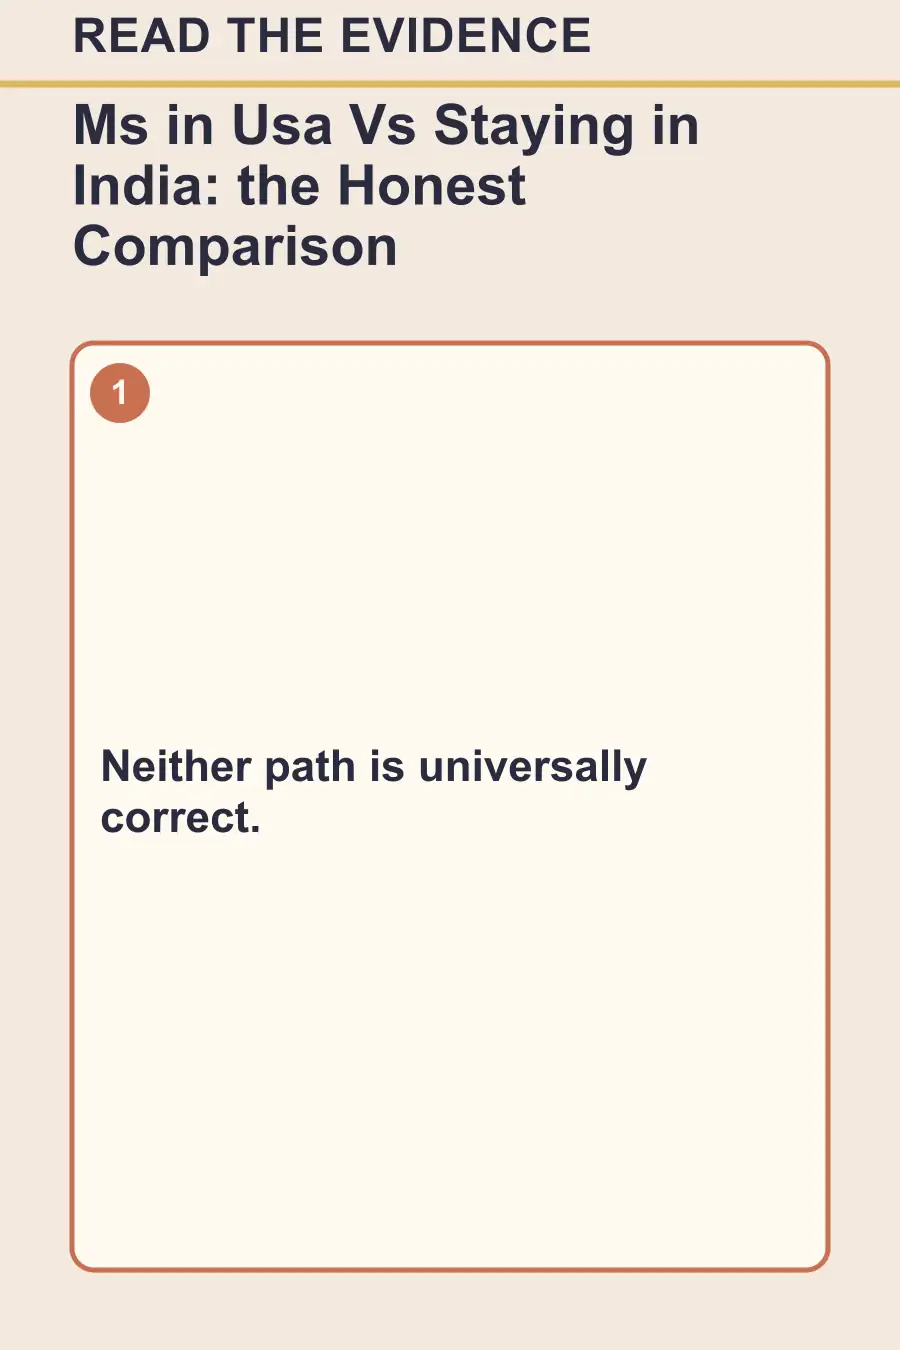 READ THE EVIDENCE
Ms in Usa Vs Staying in
India: the Honest
Comparison
1
Neither path is universally
correct.